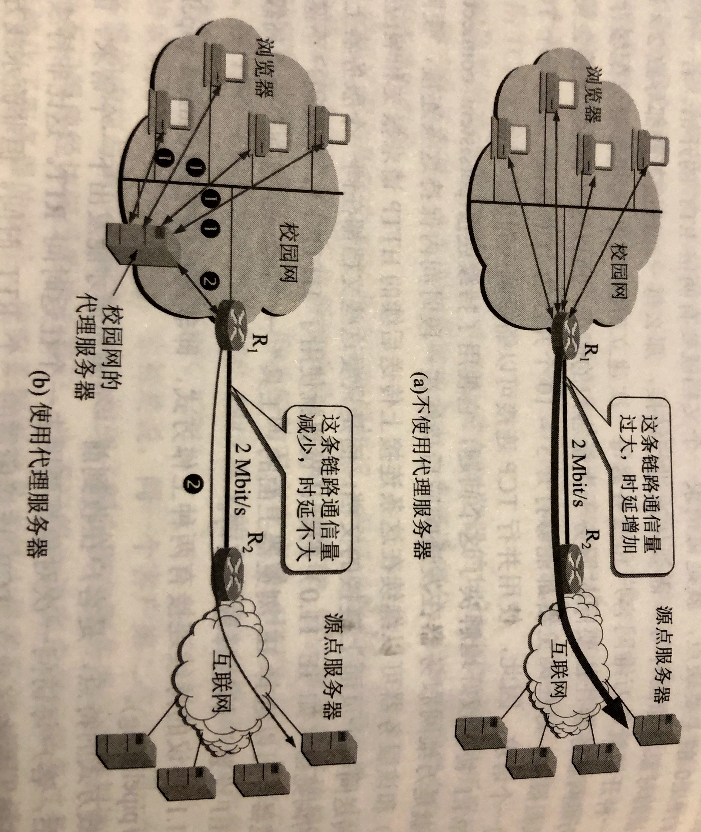 源点服务器
这条链路通信量
过大，时延增加
校园网
浏览器
R1
R2
2 Mbit/s
互联网
(a)不使用代理服务器
源点服务器
这条链路通信量
减少，时延不大
校园网
浏览器
R1
R2
2 Mbit/s
互联网
❶
❶
❶
❶
❷
❷
校园网的
代理服务器
(b) 使用代理服务器